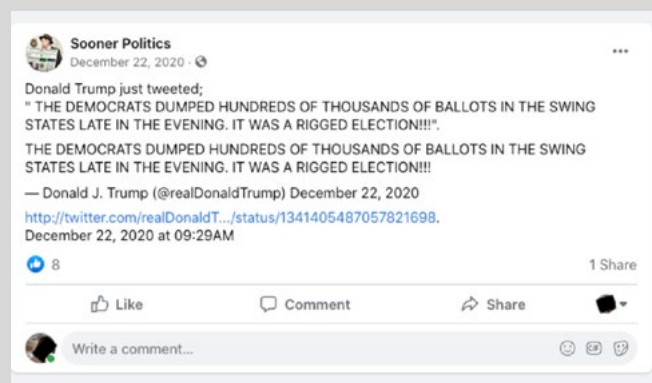 Sooner Politics
December 22, 2020 ·
Donald Trump just tweeted;
" THE DEMOCRATS DUMPED HUNDREDS OF THOUSANDS OF BALLOTS IN THE SWING
STATES LATE IN THE EVENING. IT WAS A RIGGED ELECTION!!!".
THE DEMOCRATS DUMPED HUNDREDS OF THOUSANDS OF BALLOTS IN THE SWING
STATES LATE IN THE EVENING. IT WAS A RIGGED ELECTION!!!
— Donald J. Trump (@realDonaldTrump) December 22, 2020
http://twitter.com/realDonaldT.../status/1341405487057821698.
December 22, 2020 at 09:29AM
8 1 Share
Like Comment Share
Write a comment...
GIF